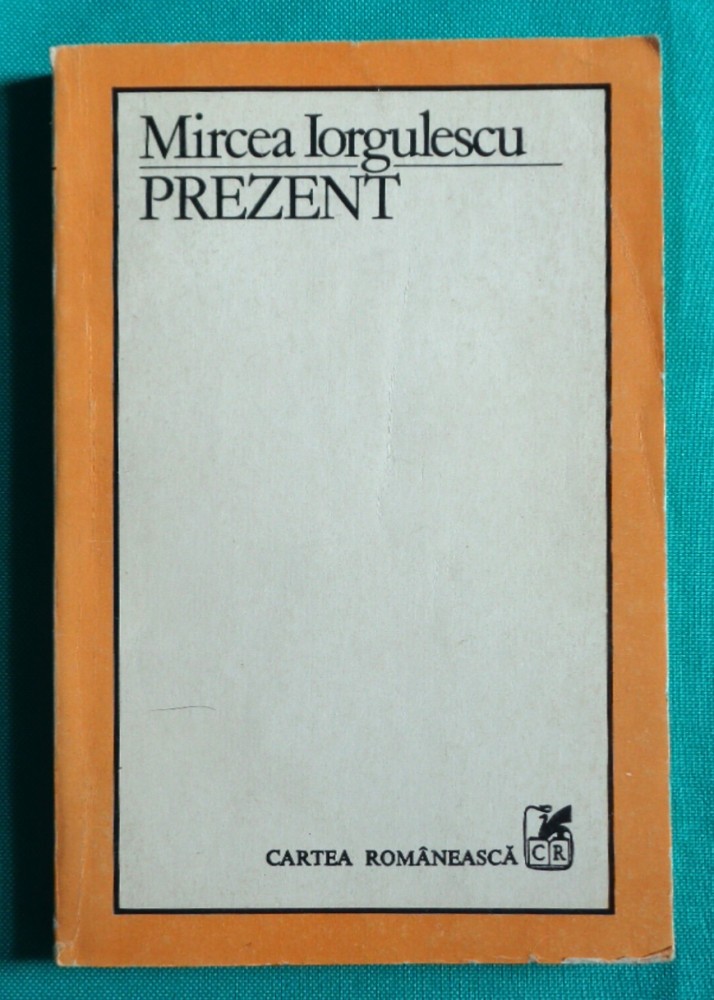 Mircea Iorgulescu
PREZENT
CARTEA ROMÂNEASCĂ
CR